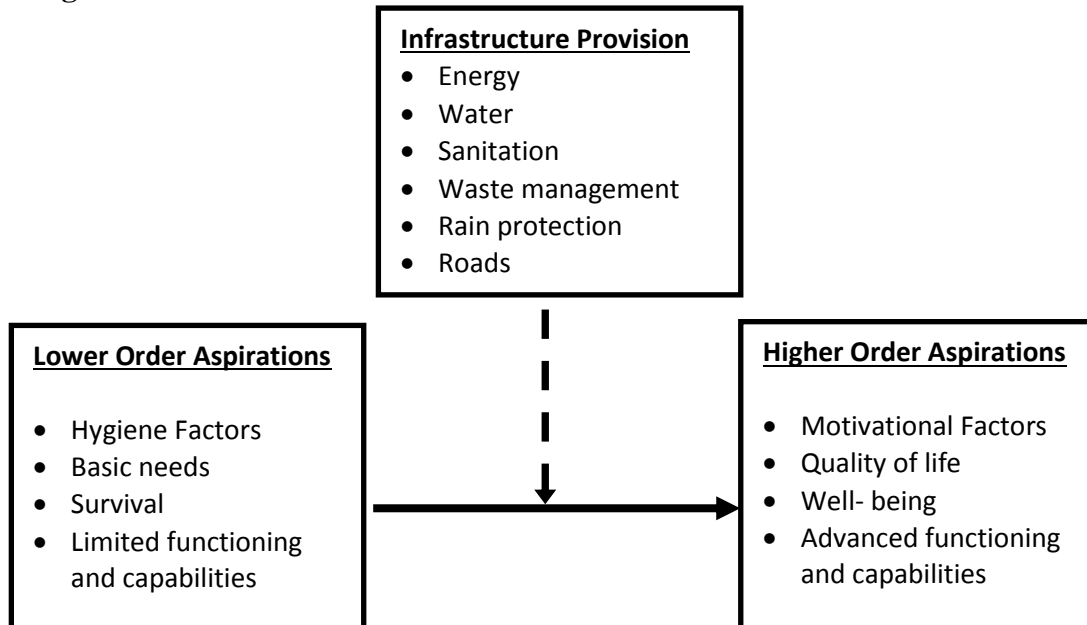 Infrastructure Provision
• Energy
• Water
• Sanitation
• Waste management
• Rain protection
• Roads
Lower Order Aspirations
• Hygiene Factors
• Basic needs
• Survival
• Limited functioning
and capabilities
Higher Order Aspirations
• Motivational Factors
• Quality of life
• Well- being
• Advanced functioning
and capabilities